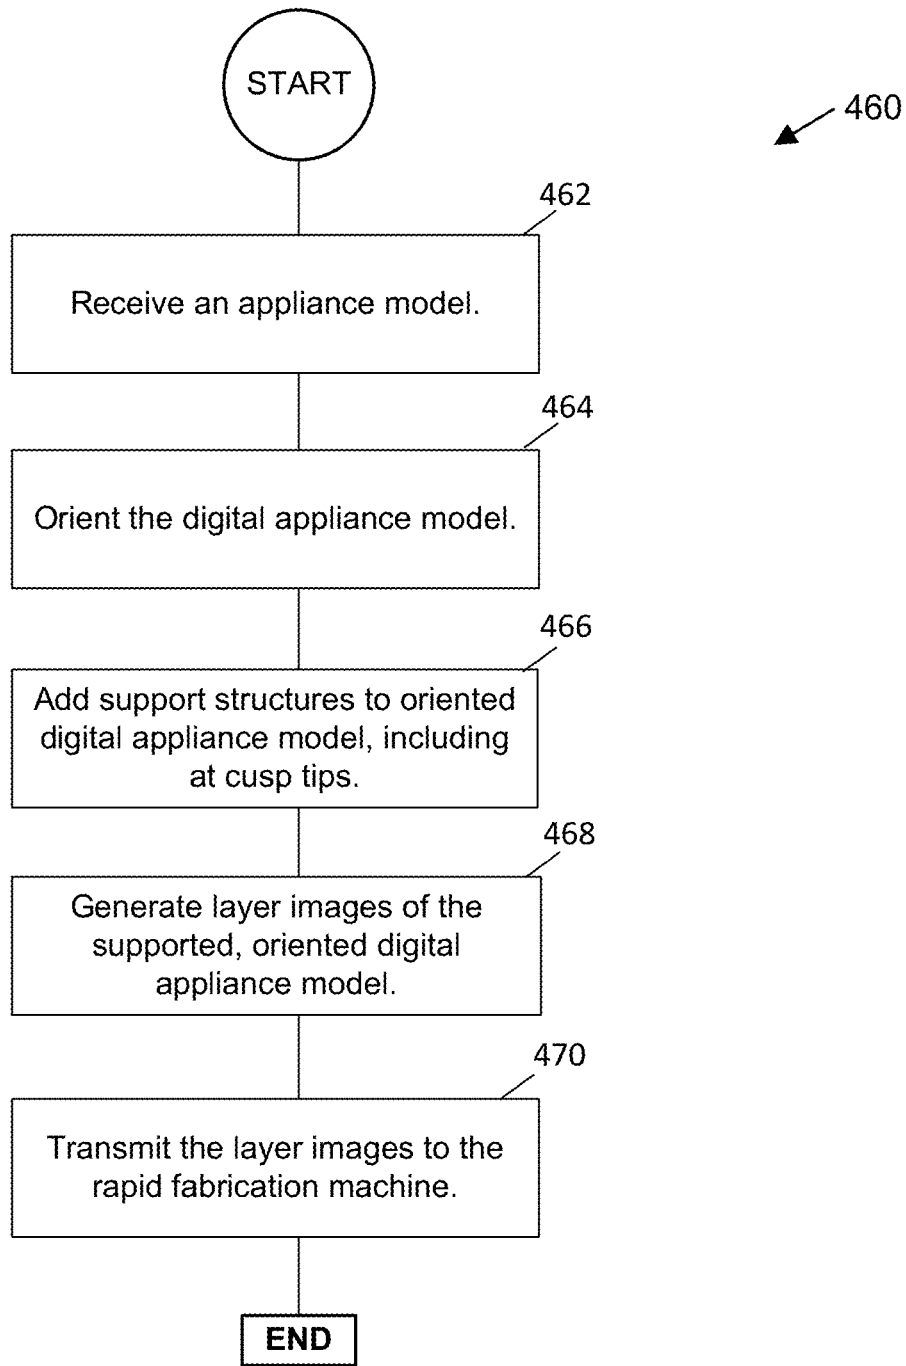 START
460
462
Receive an appliance model.
464
Orient the digital appliance model.
466
Add support structures to oriented
digital appliance model, including
at cusp tips.
468
Generate layer images of the
supported, oriented digital
appliance model.
470
Transmit the layer images to the
rapid fabrication machine.
END